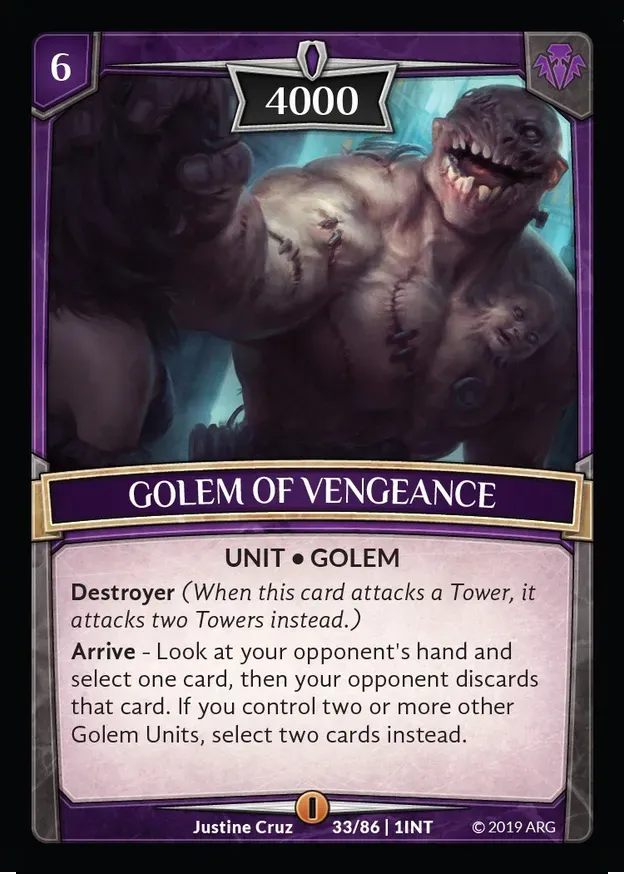 6
4000
GOLEM OF VENGEANCE
UNIT • GOLEM
Destroyer (When this card attacks a Tower, it
attacks two Towers instead.)
Arrive - Look at your opponent's hand and
select one card, then your opponent discards
that card. If you control two or more other
Golem Units, select two cards instead.
I
Justine Cruz 33/86 | 1INT © 2019 ARG